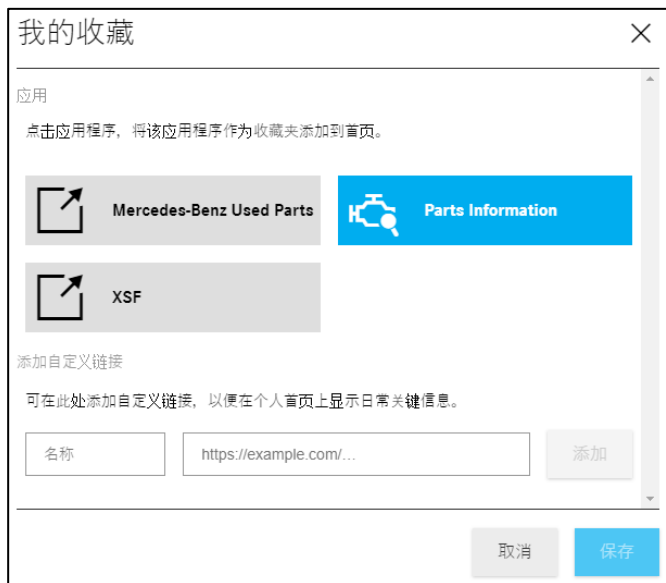 我的收藏
应用
点击应用程序，将该应用程序作为收藏夹添加到首页。
Mercedes-Benz Used Parts
Parts Information
XSF
添加自定义链接
可在此处添加自定义链接，以便在个人首页上显示日常关键信息。
名称
https://example.com/...
添加
取消
保存